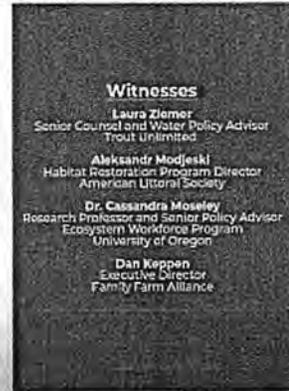 Witnesses
Laura Ziemer
Senior Counsel and Water Policy Advisor
Trout Unlimited
Aleksandr Modjeski
Habitat Restoration Program Director
American Littoral Society
Dr. Cassandra Moseley
Research Professor and Senior Policy Advisor
Ecosystem Workforce Program
University of Oregon
Dan Keppen
Executive Director
Family Farm Alliance